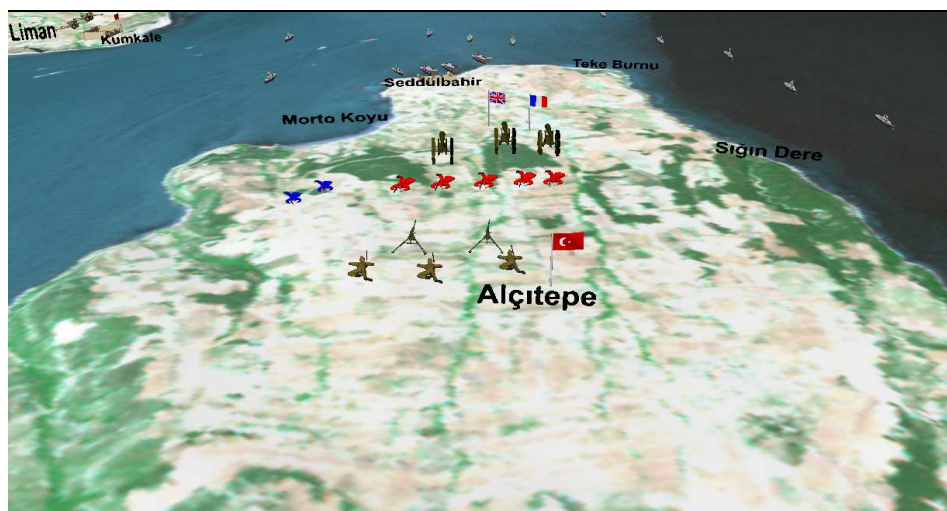 Liman
Kumkale
Teke Burnu
Seddülbahir
Morto Koyu
Sığın Dere
Alçıtepe